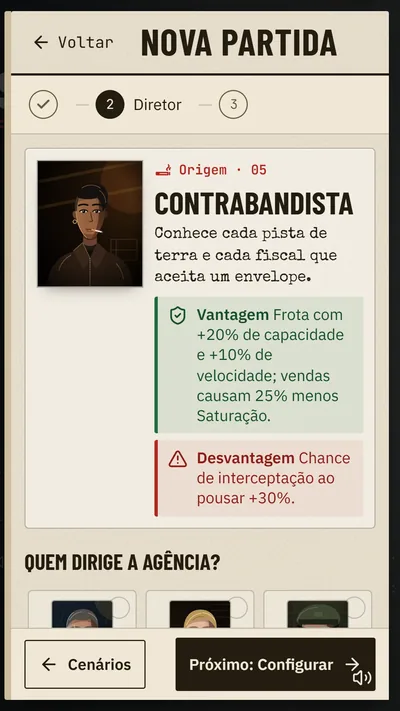 ← Voltar NOVA PARTIDA
2 Diretor 3
Origem · 05
CONTRABANDISTA
Conhece cada pista de
terra e cada fiscal que
aceita um envelope.
Vantagem Frota com
+20% de capacidade
e +10% de
velocidade; vendas
causam 25% menos
Saturação.
Desvantagem Chance
de interceptação ao
pousar +30%.
QUEM DIRIGE A AGÊNCIA?
← Cenários Próximo: Configurar →